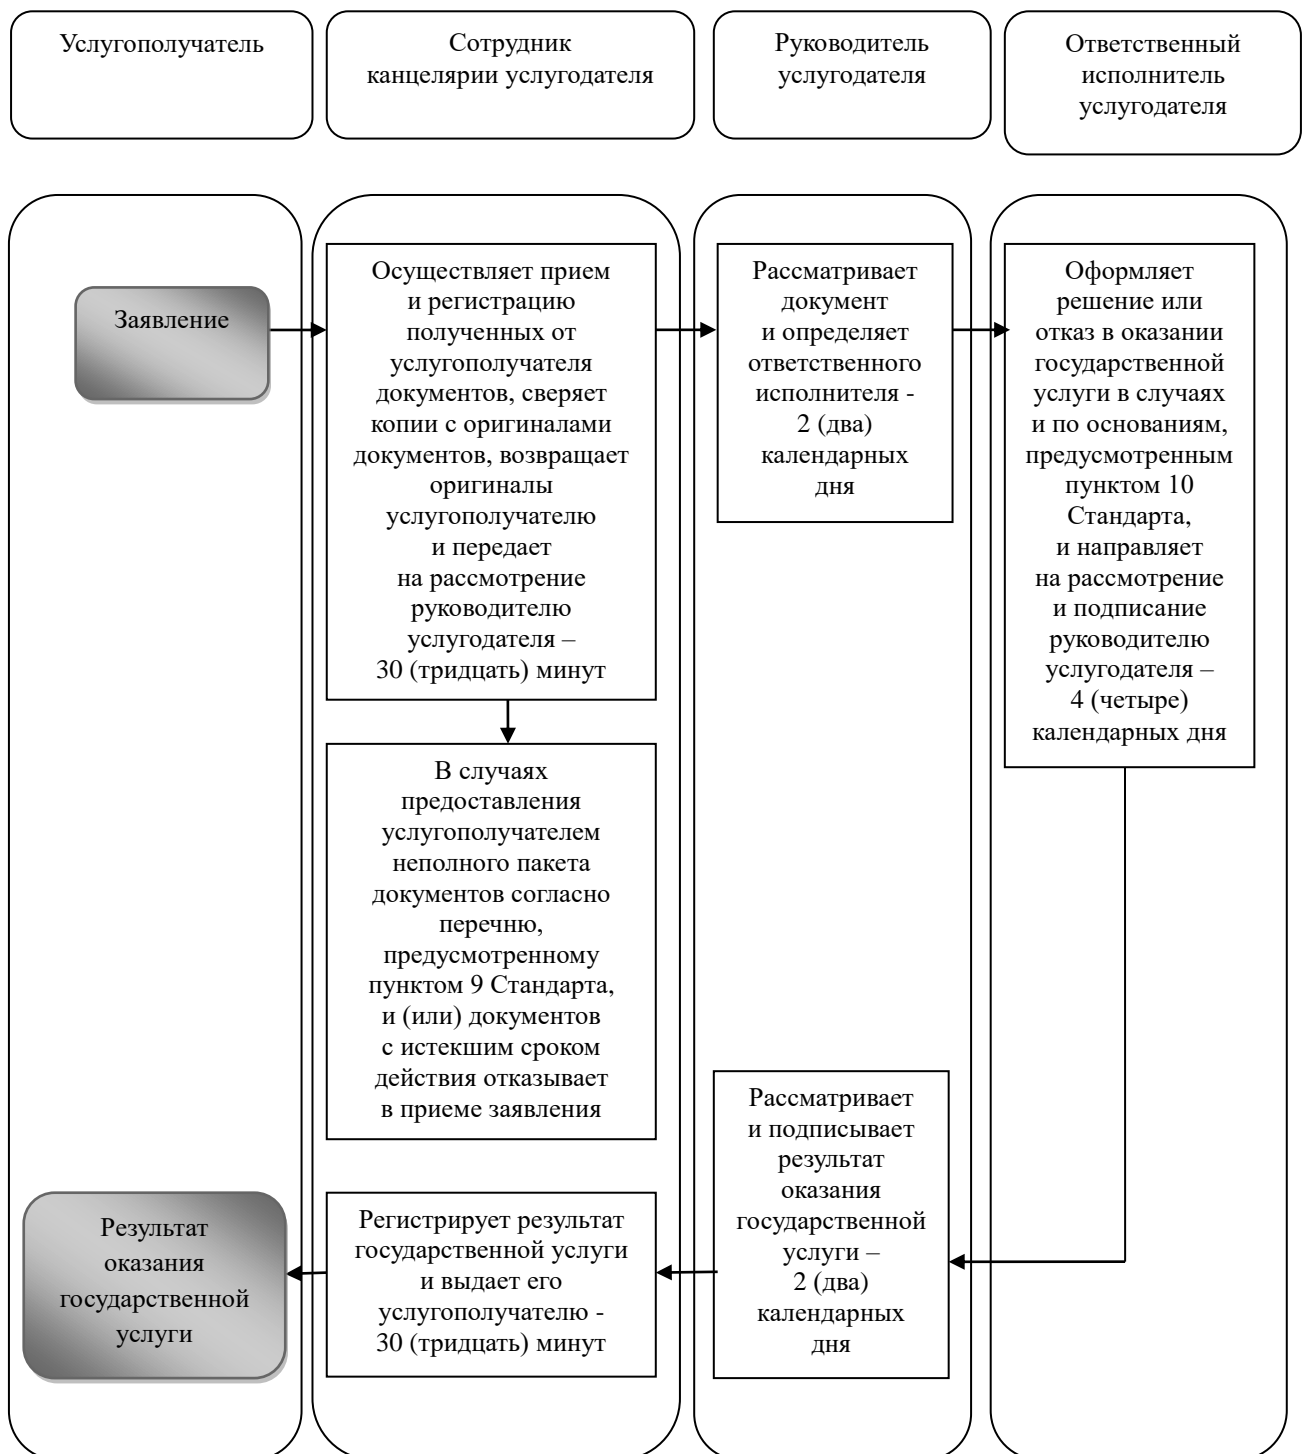 Услугополучатель
Сотрудник
канцелярии услугодателя
Руководитель
услугодателя
Ответственный
исполнитель
услугодателя
Заявление
Осуществляет прием
и регистрацию
полученных от
услугополучателя
документов, сверяет
копии с оригиналами
документов, возвращает
оригиналы
услугополучателю
и передает
на рассмотрение
руководителю
услугодателя –
30 (тридцать) минут
Рассматривает
документ
и определяет
ответственного
исполнителя -
2 (два)
календарных
дня
Оформляет
решение или
отказ в оказании
государственной
услуги в случаях
и по основаниям,
предусмотренным
пунктом 10
Стандарта,
и направляет
на рассмотрение
и подписание
руководителю
услугодателя –
4 (четыре)
календарных дня
В случаях
предоставления
услугополучателем
неполного пакета
документов согласно
перечню,
предусмотренному
пунктом 9 Стандарта,
и (или) документов
с истекшим сроком
действия отказывает
в приеме заявления
Рассматривает
и подписывает
результат
оказания
государственной
услуги –
2 (два)
календарных
дня
Регистрирует результат
государственной услуги
и выдает его
услугополучателю -
30 (тридцать) минут
Результат
оказания
государственной
услуги